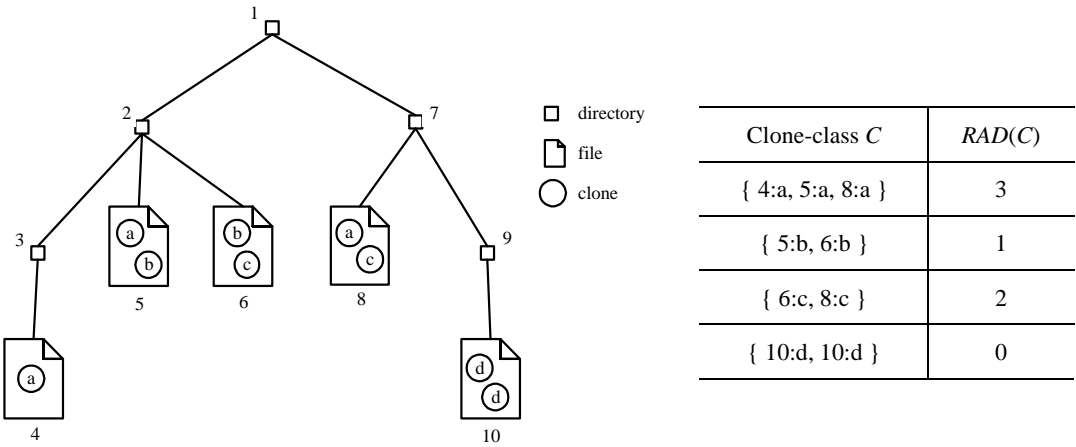 1
2
7
3
a
b
b
c
a
c
9
5
6
8
a
d
d
4
10
directory
file
clone
Clone-class C RAD(C)
{ 4:a, 5:a, 8:a } 3
{ 5:b, 6:b } 1
{ 6:c, 8:c } 2
{ 10:d, 10:d } 0